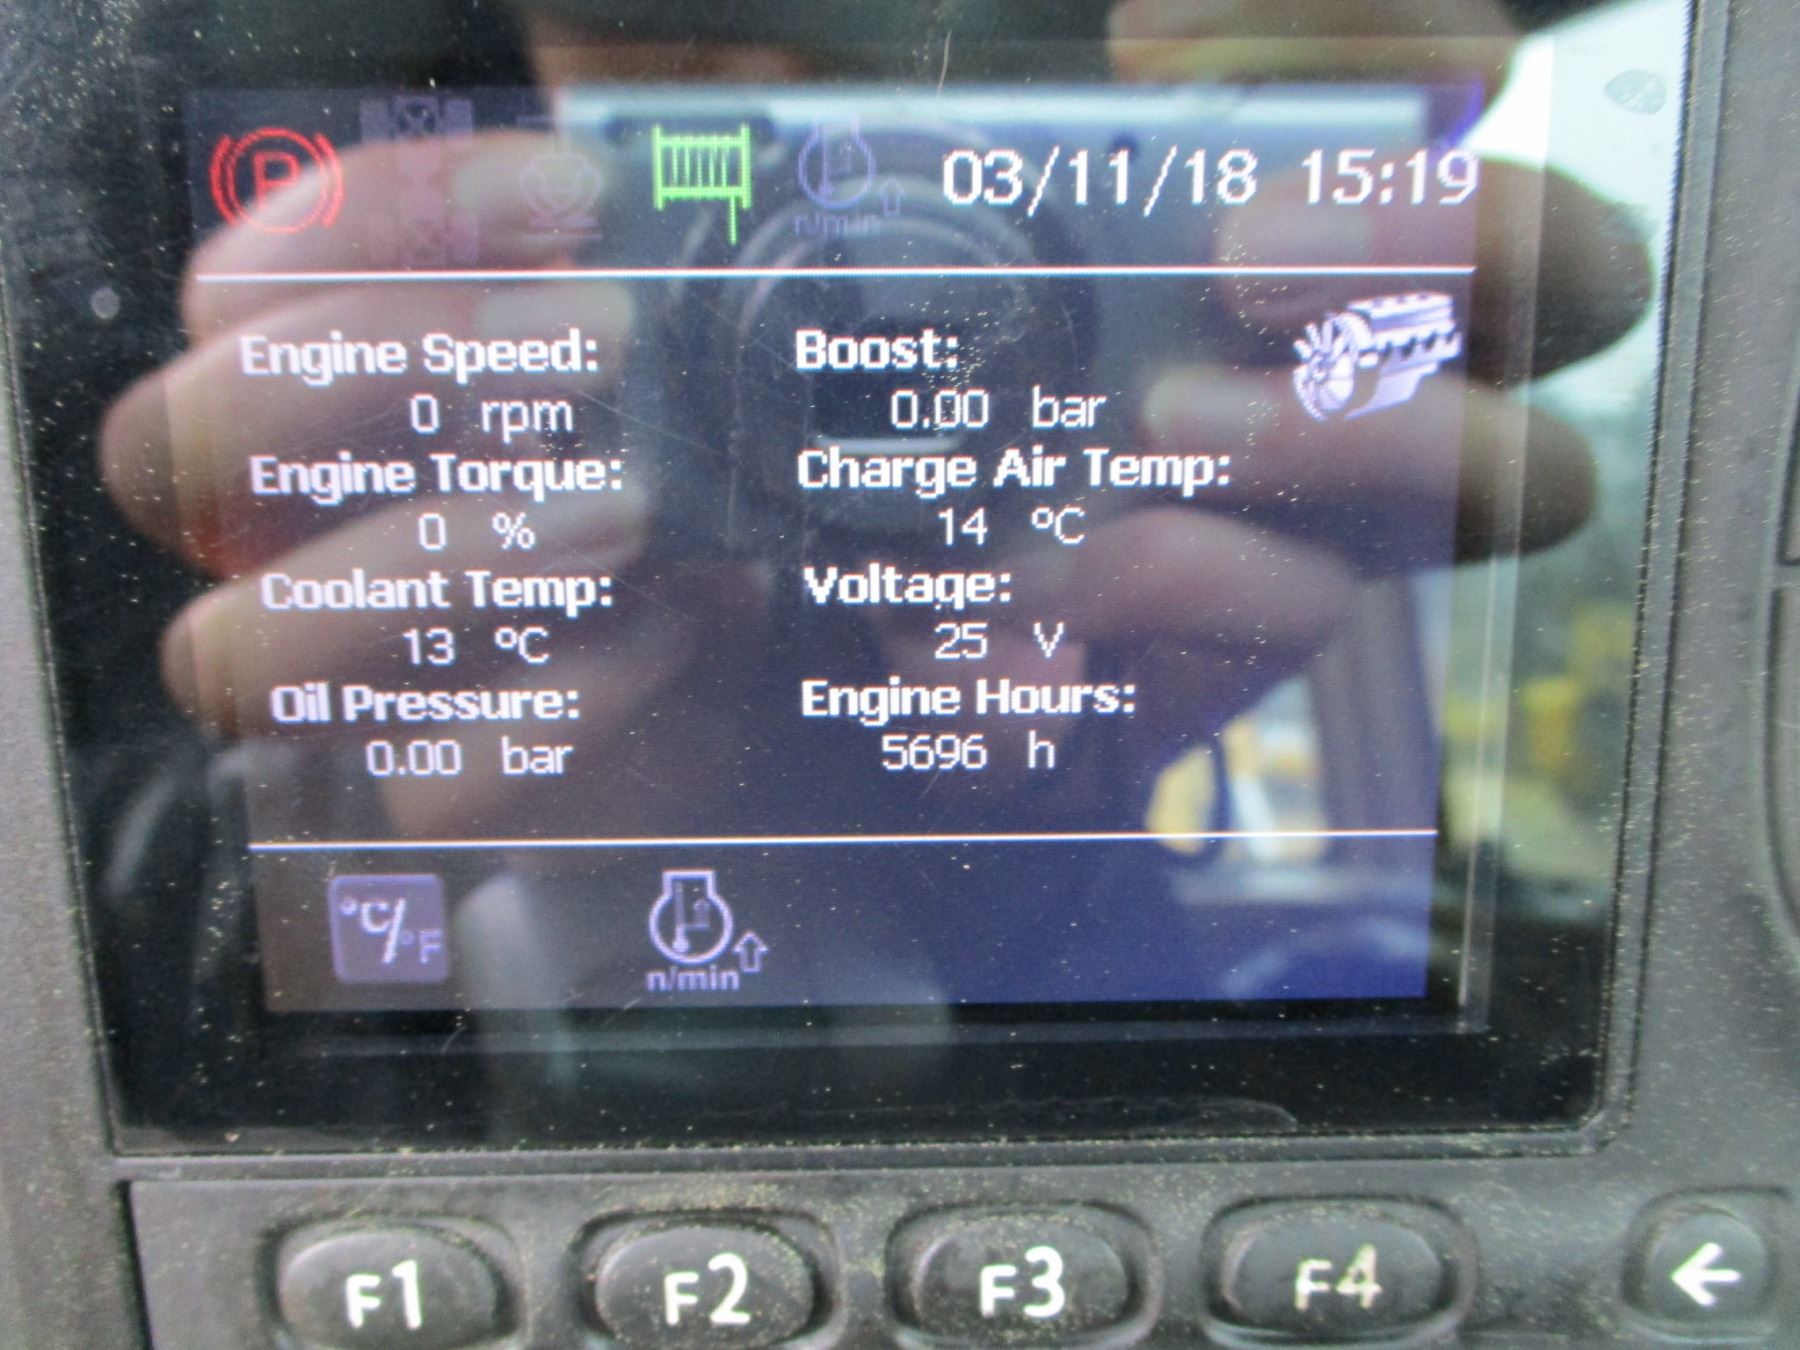 P
03/11/18 15:19
n/min
Engine Speed: Boost:
0 rpm 0.00 bar
Engine Torque: Charge Air Temp:
0 % 14 ºC
Coolant Temp: Voltage:
13 ºC 25 V
Oil Pressure: Engine Hours:
0.00 bar 5696 h
°C/°F
n/min
F1 F2 F3 F4